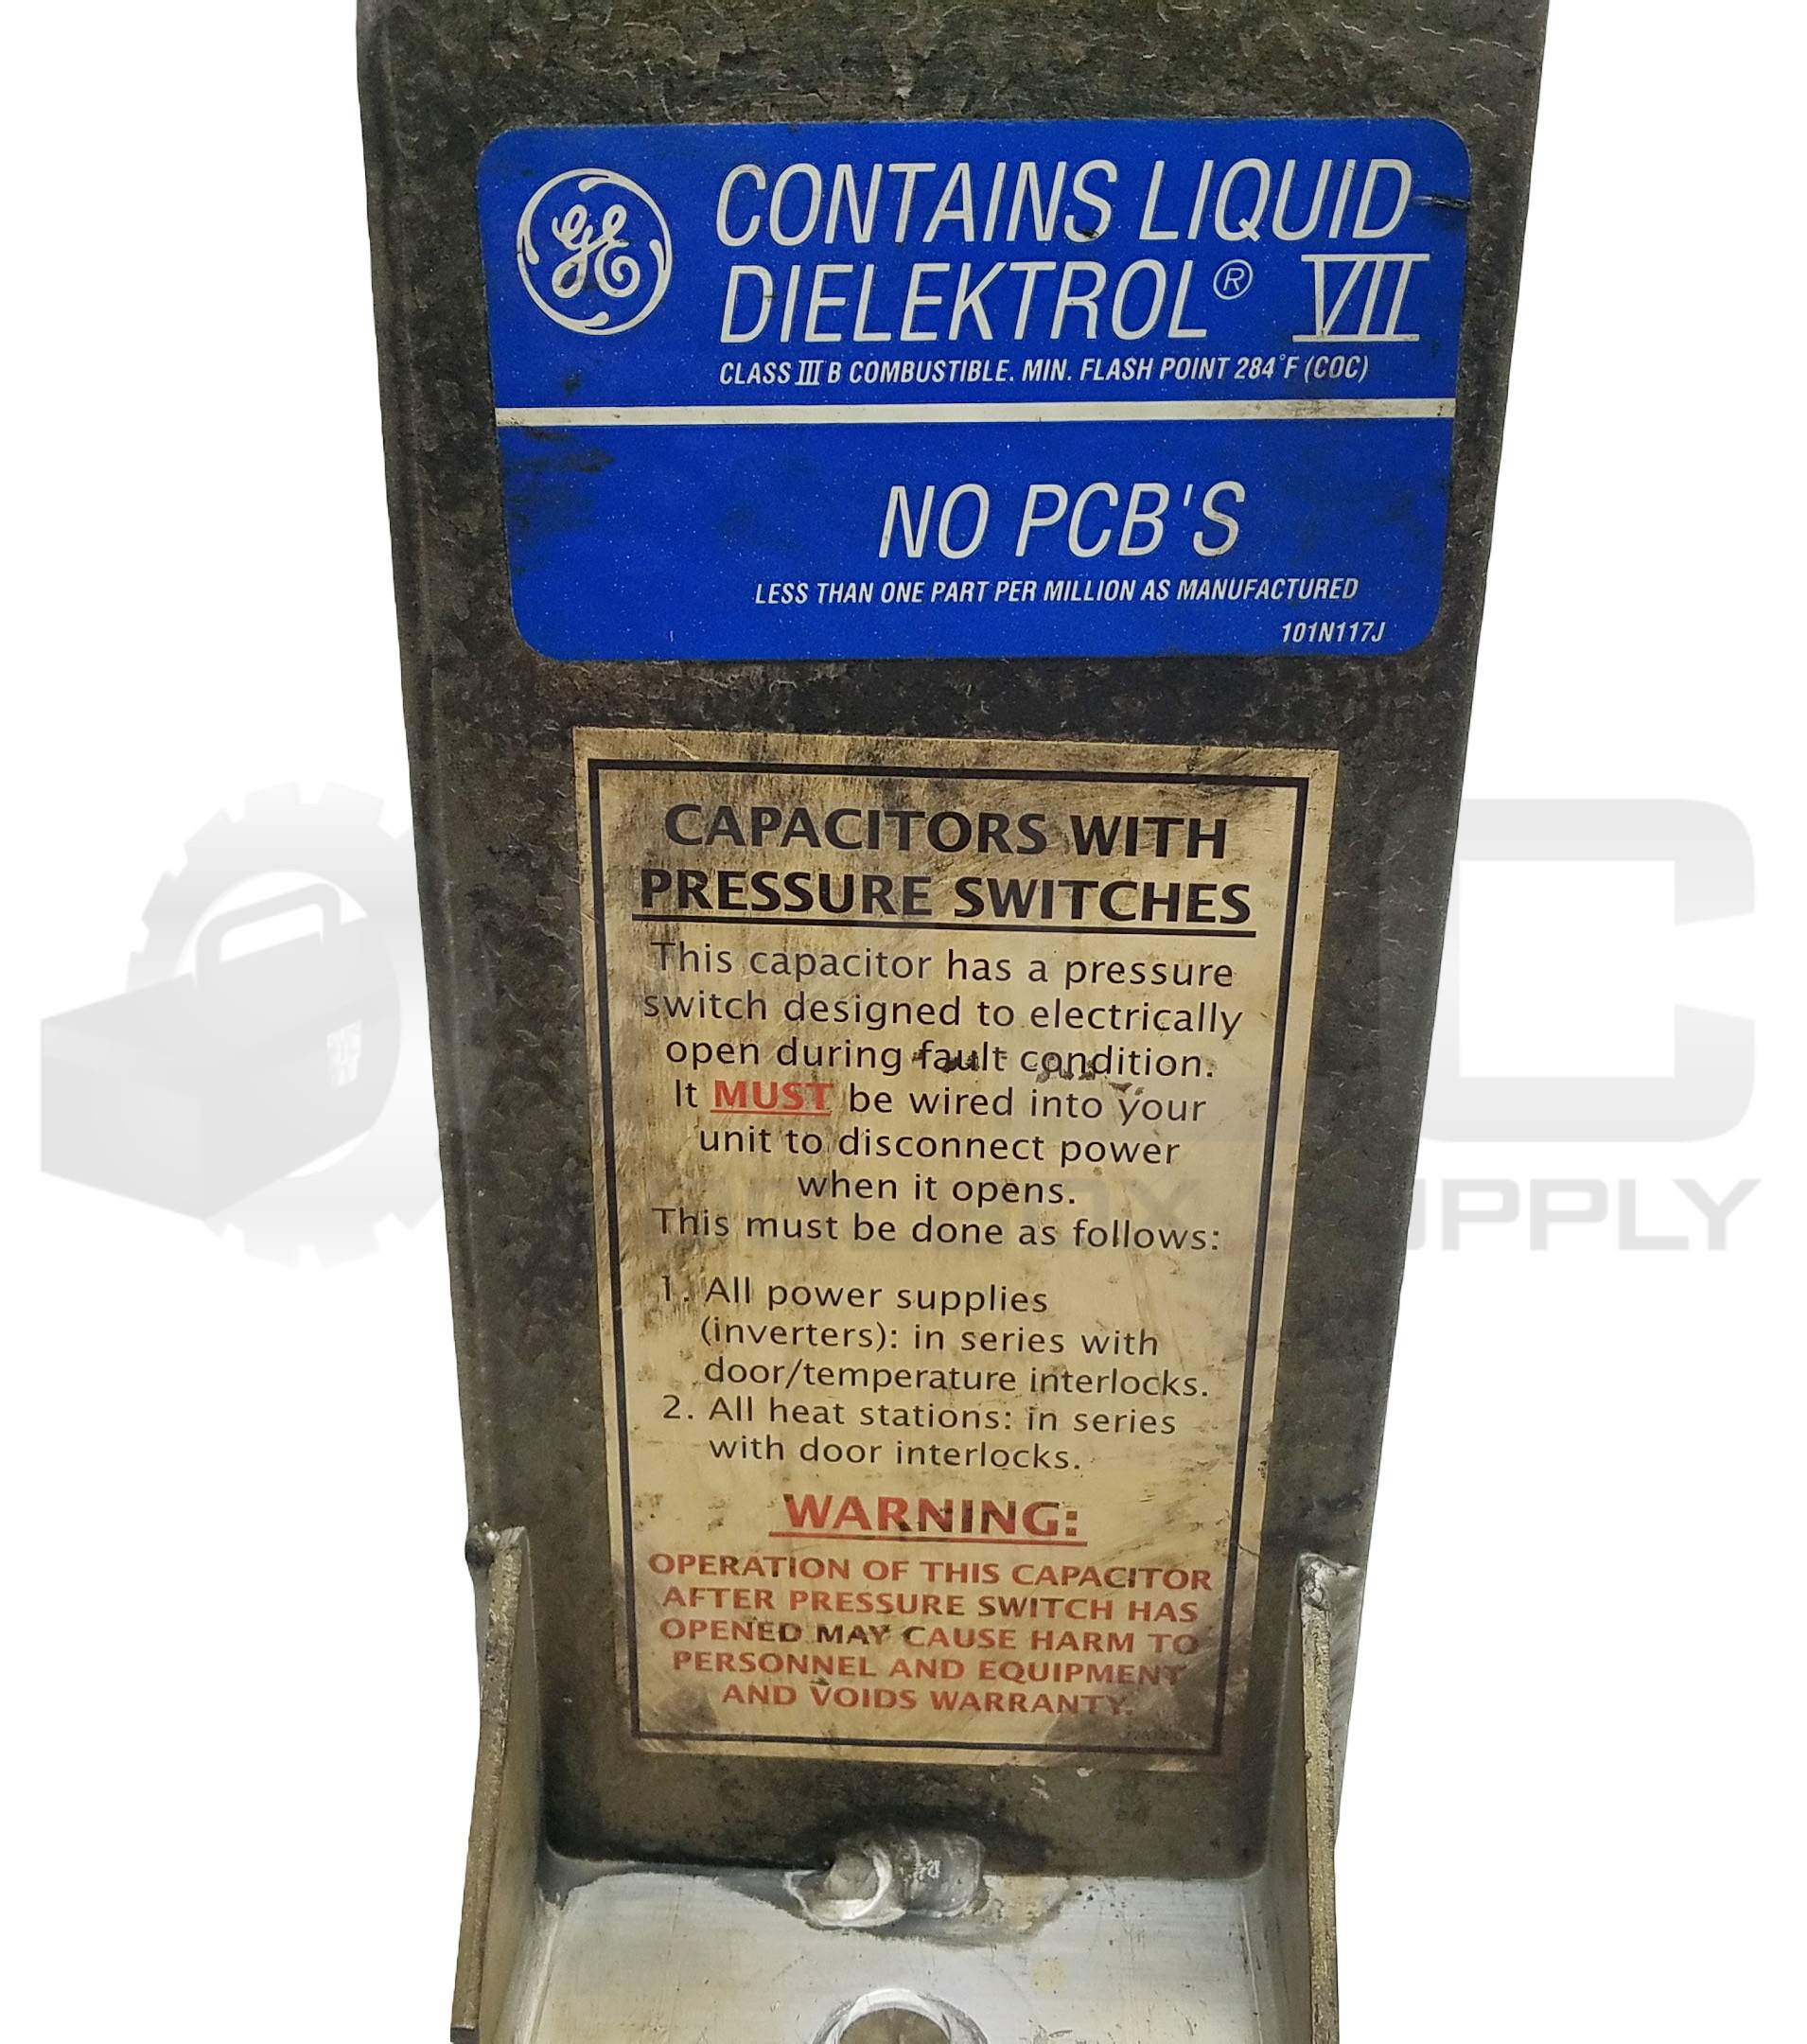 GE CONTAINS LIQUID
DIELEKTROL® VII
CLASS III B COMBUSTIBLE. MIN. FLASH POINT 284°F (COC)
NO PCB'S
LESS THAN ONE PART PER MILLION AS MANUFACTURED
101N117J
CAPACITORS WITH
PRESSURE SWITCHES
This capacitor has a pressure
switch designed to electrically
open during fault condition.
It MUST be wired into your
unit to disconnect power
when it opens.
This must be done as follows:
1. All power supplies
(inverters): in series with
door/temperature interlocks.
2. All heat stations: in series
with door interlocks.
WARNING:
OPERATION OF THIS CAPACITOR
AFTER PRESSURE SWITCH HAS
OPENED MAY CAUSE HARM TO
PERSONNEL AND EQUIPMENT
AND VOIDS WARRANTY.
SUPPLY